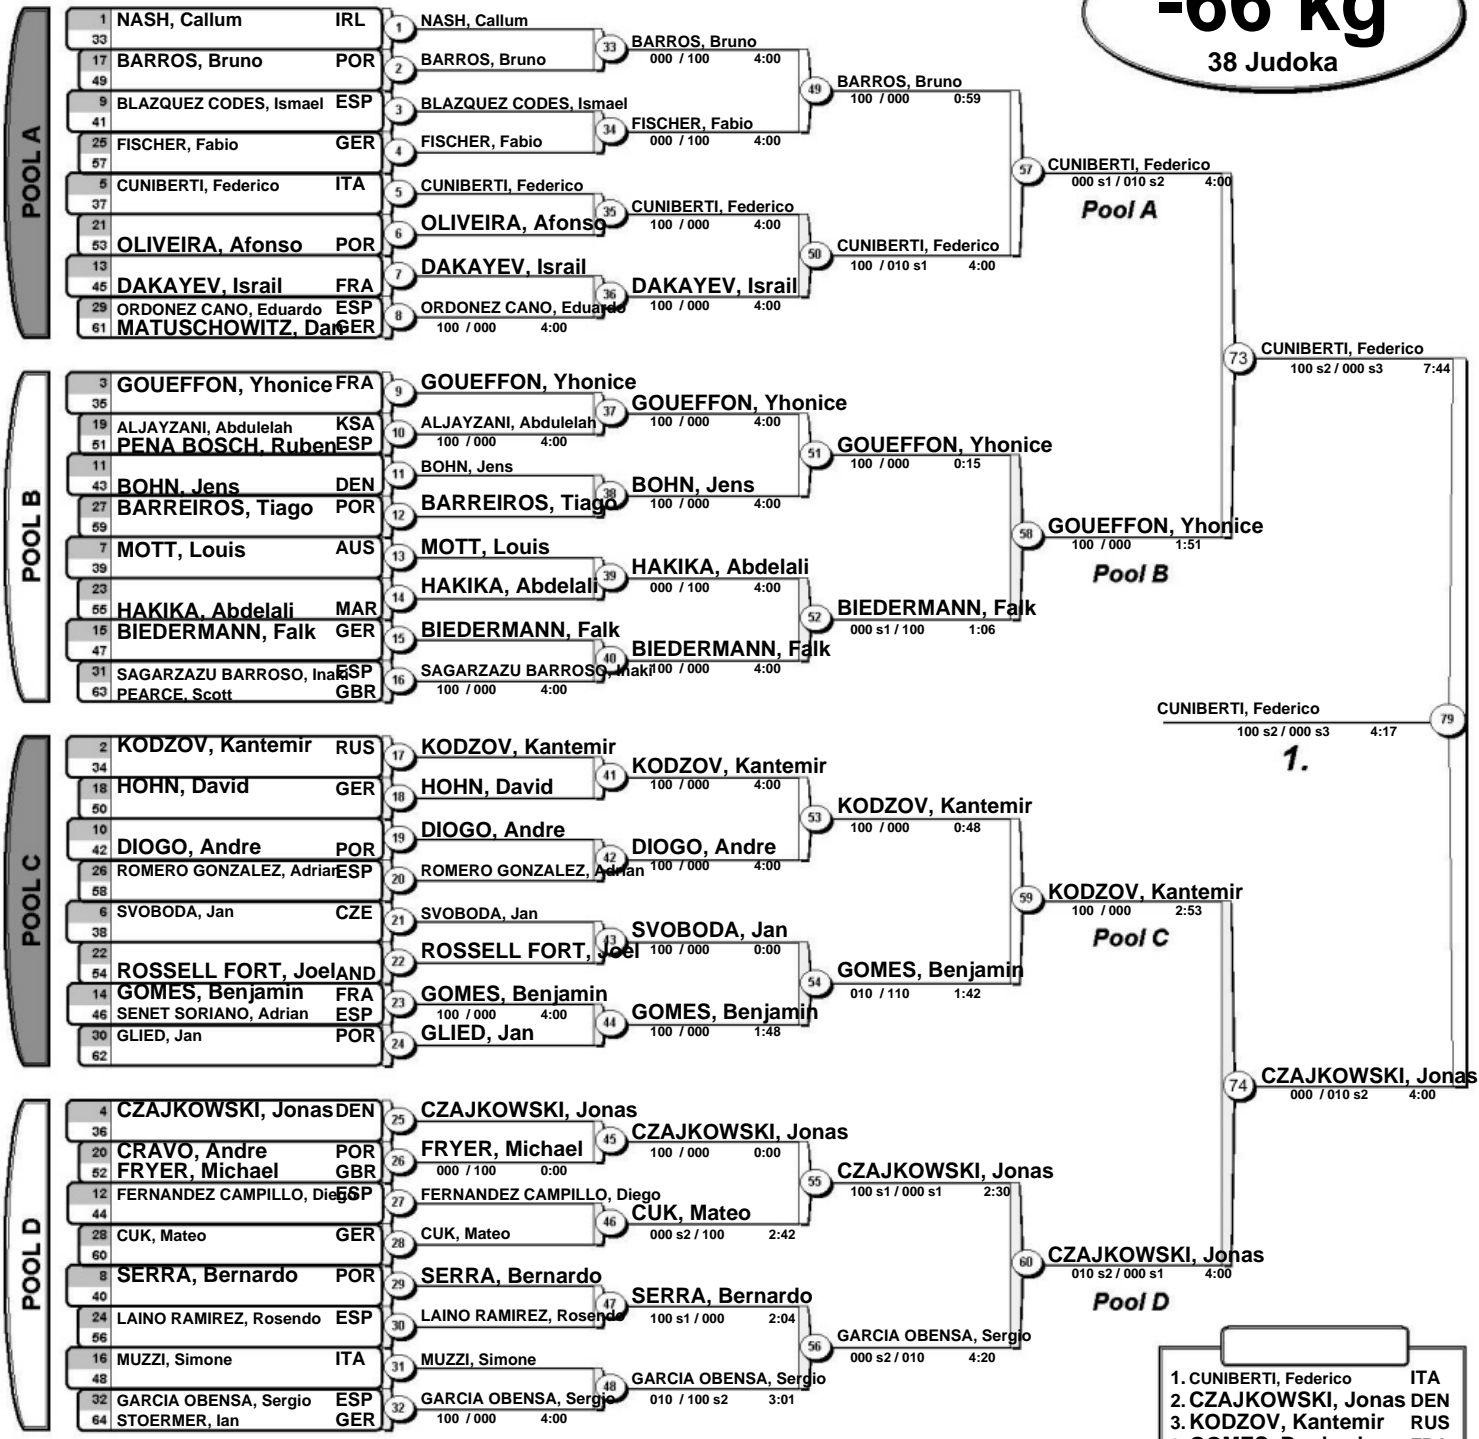 -66 kg
38 Judoka
POOL A
1 NASH, Callum IRL
33
17 BARROS, Bruno POR
49
9 BLAZQUEZ CODES, Ismael ESP
41
25 FISCHER, Fabio GER
57
5 CUNIBERTI, Federico ITA
37
21
53 OLIVEIRA, Afonso POR
13
45 DAKAYEV, Israil FRA
29 ORDONEZ CANO, Eduardo ESP
61 MATUSCHOWITZ, Dan GER
1 NASH, Callum
2 BARROS, Bruno
3 BLAZQUEZ CODES, Ismael
4 FISCHER, Fabio
5 CUNIBERTI, Federico
6 OLIVEIRA, Afonso
7 DAKAYEV, Israil
8 ORDONEZ CANO, Eduardo
100 / 000 4:00
33 BARROS, Bruno
000 / 100 4:00
34 FISCHER, Fabio
000 / 100 4:00
35 CUNIBERTI, Federico
100 / 000 4:00
36 DAKAYEV, Israil
100 / 000 4:00
49 BARROS, Bruno
100 / 000 0:59
50 CUNIBERTI, Federico
100 / 010 s1 4:00
57 CUNIBERTI, Federico
000 s1 / 010 s2 4:00
Pool A
POOL B
3 GOUEFFON, Yhonice FRA
35
19 ALJAYZANI, Abdulelah KSA
51 PENA BOSCH, Ruben ESP
11
43 BOHN, Jens DEN
27 BARREIROS, Tiago POR
59
7 MOTT, Louis AUS
39
23
55 HAKIKA, Abdelali MAR
15 BIEDERMANN, Falk GER
47
31 SAGARZAZU BARROSO, Inaki ESP
63 PEARCE, Scott GBR
9 GOUEFFON, Yhonice
10 ALJAYZANI, Abdulelah
100 / 000 4:00
11 BOHN, Jens
12 BARREIROS, Tiago
13 MOTT, Louis
14 HAKIKA, Abdelali
15 BIEDERMANN, Falk
16 SAGARZAZU BARROSO, Inaki
100 / 000 4:00
37 GOUEFFON, Yhonice
100 / 000 4:00
38 BOHN, Jens
100 / 000 4:00
39 HAKIKA, Abdelali
000 / 100 4:00
40 BIEDERMANN, Falk
100 / 000 4:00
51 GOUEFFON, Yhonice
100 / 000 0:15
52 BIEDERMANN, Falk
000 s1 / 100 1:06
58 GOUEFFON, Yhonice
100 / 000 1:51
Pool B
73 CUNIBERTI, Federico
100 s2 / 000 s3 7:44
CUNIBERTI, Federico 79
100 s2 / 000 s3 4:17
1.
POOL C
2 KODZOV, Kantemir RUS
34
18 HOHN, David GER
50
10
42 DIOGO, Andre POR
26 ROMERO GONZALEZ, Adrian ESP
58
6 SVOBODA, Jan CZE
38
22
54 ROSSELL FORT, Joel AND
14 GOMES, Benjamin FRA
46 SENET SORIANO, Adrian ESP
30 GLIED, Jan POR
62
17 KODZOV, Kantemir
18 HOHN, David
19 DIOGO, Andre
20 ROMERO GONZALEZ, Adrian
21 SVOBODA, Jan
22 ROSSELL FORT, Joel
23 GOMES, Benjamin
100 / 000 4:00
24 GLIED, Jan
41 KODZOV, Kantemir
100 / 000 4:00
42 DIOGO, Andre
100 / 000 4:00
43 SVOBODA, Jan
100 / 000 0:00
44 GOMES, Benjamin
100 / 000 1:48
53 KODZOV, Kantemir
100 / 000 0:48
54 GOMES, Benjamin
010 / 110 1:42
59 KODZOV, Kantemir
100 / 000 2:53
Pool C
74 CZAJKOWSKI, Jonas
000 / 010 s2 4:00
POOL D
4 CZAJKOWSKI, Jonas DEN
36
20 CRAVO, Andre POR
52 FRYER, Michael GBR
12 FERNANDEZ CAMPILLO, Diego ESP
44
28 CUK, Mateo GER
60
8 SERRA, Bernardo POR
40
24 LAINO RAMIREZ, Rosendo ESP
56
16 MUZZI, Simone ITA
48
32 GARCIA OBENSA, Sergio ESP
64 STOERMER, Ian GER
25 CZAJKOWSKI, Jonas
26 FRYER, Michael
000 / 100 0:00
27 FERNANDEZ CAMPILLO, Diego
28 CUK, Mateo
29 SERRA, Bernardo
30 LAINO RAMIREZ, Rosendo
31 MUZZI, Simone
32 GARCIA OBENSA, Sergio
100 / 000 4:00
45 CZAJKOWSKI, Jonas
100 / 000 0:00
46 CUK, Mateo
000 s2 / 100 2:42
47 SERRA, Bernardo
100 s1 / 000 2:04
48 GARCIA OBENSA, Sergio
010 / 100 s2 3:01
55 CZAJKOWSKI, Jonas
100 s1 / 000 s1 2:30
56 GARCIA OBENSA, Sergio
000 s2 / 010 4:20
60 CZAJKOWSKI, Jonas
010 s2 / 000 s1 4:00
Pool D
1. CUNIBERTI, Federico ITA
2. CZAJKOWSKI, Jonas DEN
3. KODZOV, Kantemir RUS